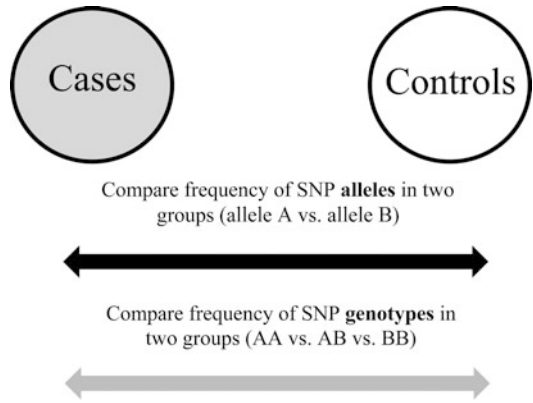 Cases
Controls
Compare frequency of SNP alleles in two
groups (allele A vs. allele B)
Compare frequency of SNP genotypes in
two groups (AA vs. AB vs. BB)